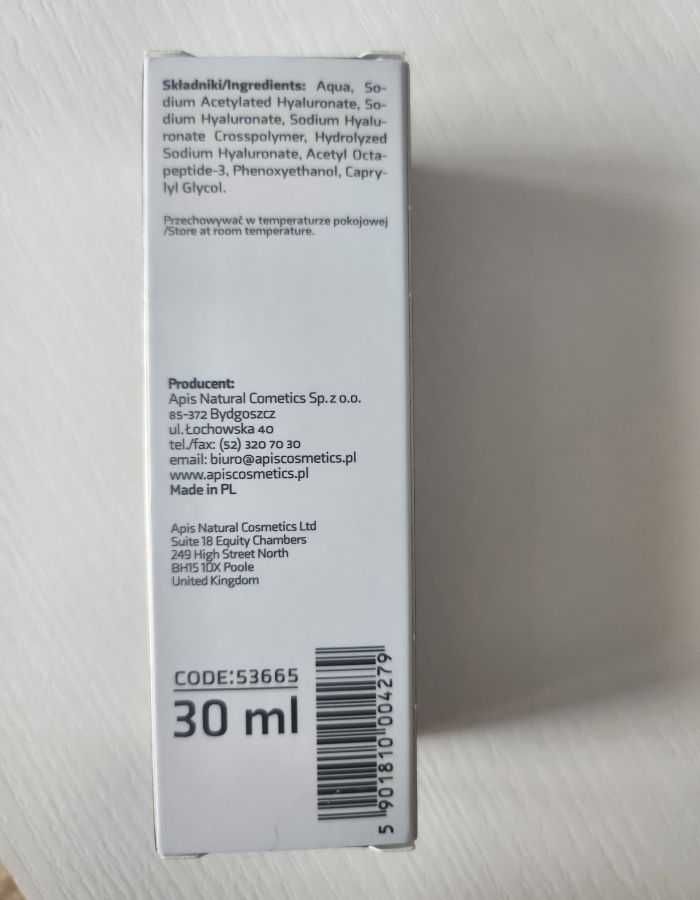 Składniki/Ingredients: Aqua, So-
dium Acetylated Hyaluronate, So-
dium Hyaluronate, Sodium Hyalu-
ronate Crosspolymer, Hydrolyzed
Sodium Hyaluronate, Acetyl Octa-
peptide-3, Phenoxyethanol, Capry-
lyl Glycol.
Przechowywać w temperaturze pokojowej
/Store at room temperature.
Producent:
Apis Natural Cometics Sp. z o.o.
85-372 Bydgoszcz
ul. Łochowska 40
tel./fax: (52) 320 70 30
email: biuro@apiscosmetics.pl
www.apiscosmetics.pl
Made in PL
Apis Natural Cosmetics Ltd
Suite 18 Equity Chambers
249 High Street North
BH15 1DX Poole
United Kingdom
CODE:53665
30 ml
5 901810 004279